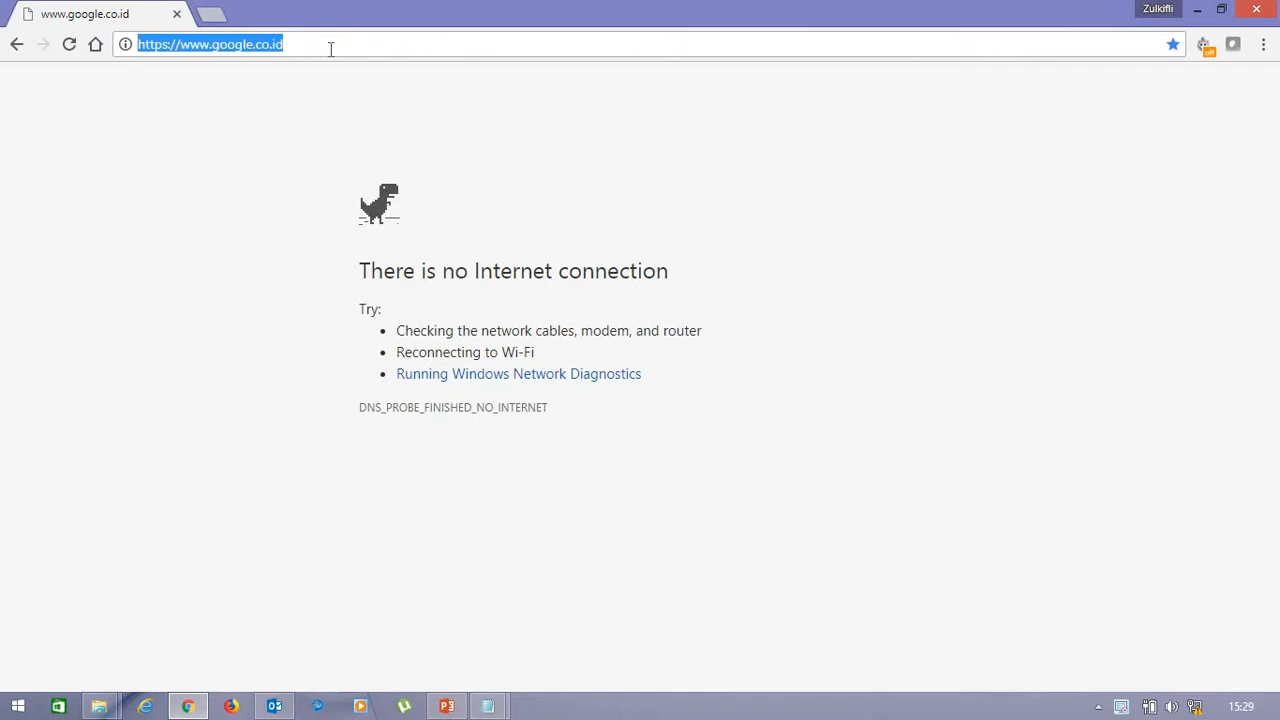 www.google.co.id
Zulkifli
https://www.google.co.id
off
There is no Internet connection
Try:
• Checking the network cables, modem, and router
• Reconnecting to Wi-Fi
• Running Windows Network Diagnostics
DNS_PROBE_FINISHED_NO_INTERNET
15:29